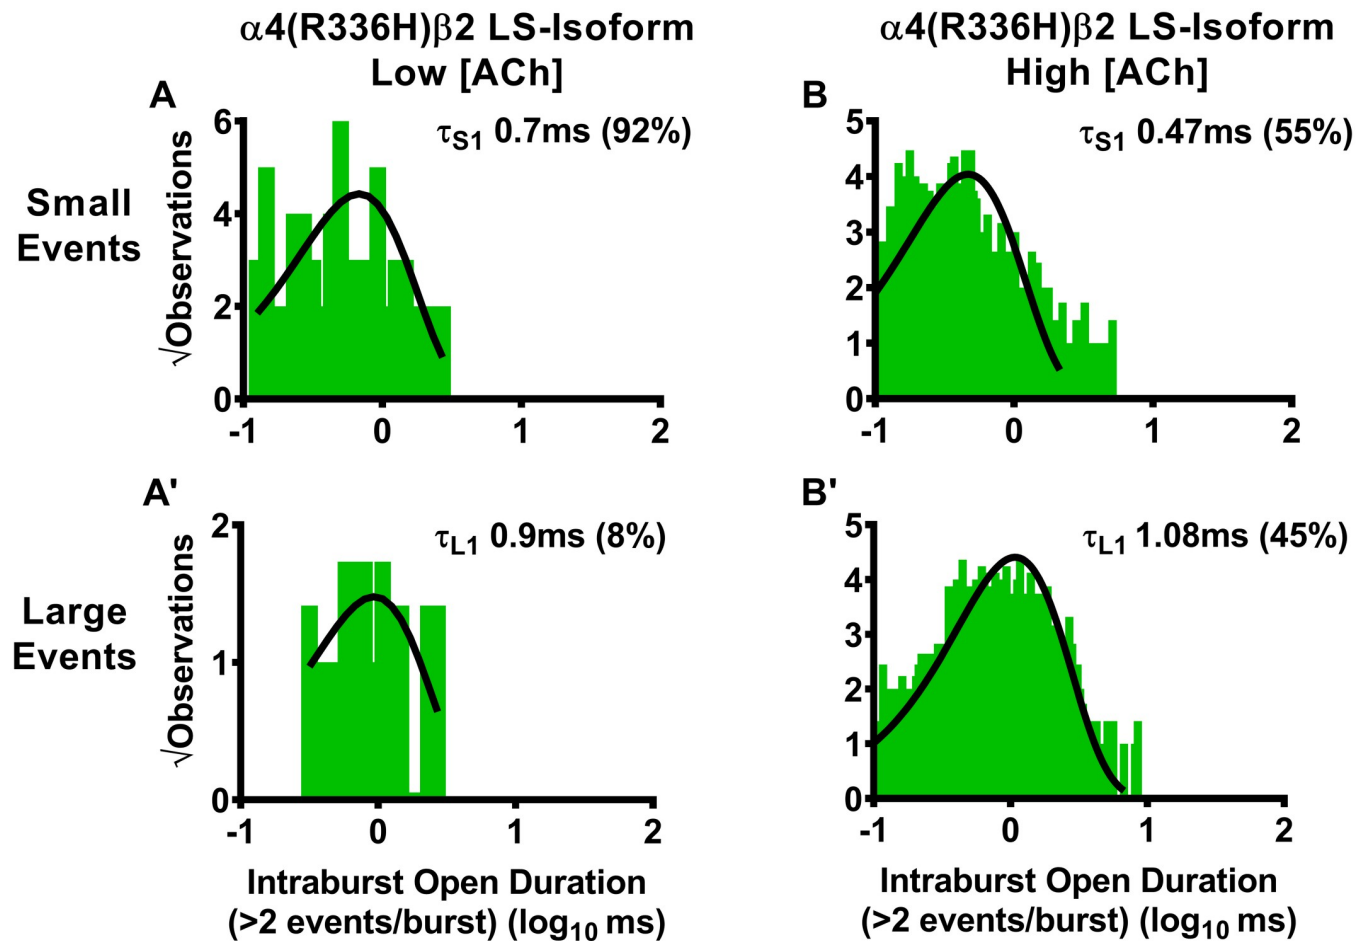 α4(R336H)β2 LS-Isoform
Low [ACh]
α4(R336H)β2 LS-Isoform
High [ACh]
A
τS1 0.7ms (92%)
Small
Events
√Observations
6
4
2
0
-1 0 1 2
B
τS1 0.47ms (55%)
5
4
3
2
1
0
-1 0 1 2
A'
τL1 0.9ms (8%)
Large
Events
√Observations
2
1
0
-1 0 1 2
Intraburst Open Duration
(>2 events/burst) (log10 ms)
B'
τL1 1.08ms (45%)
5
4
3
2
1
0
-1 0 1 2
Intraburst Open Duration
(>2 events/burst) (log10 ms)